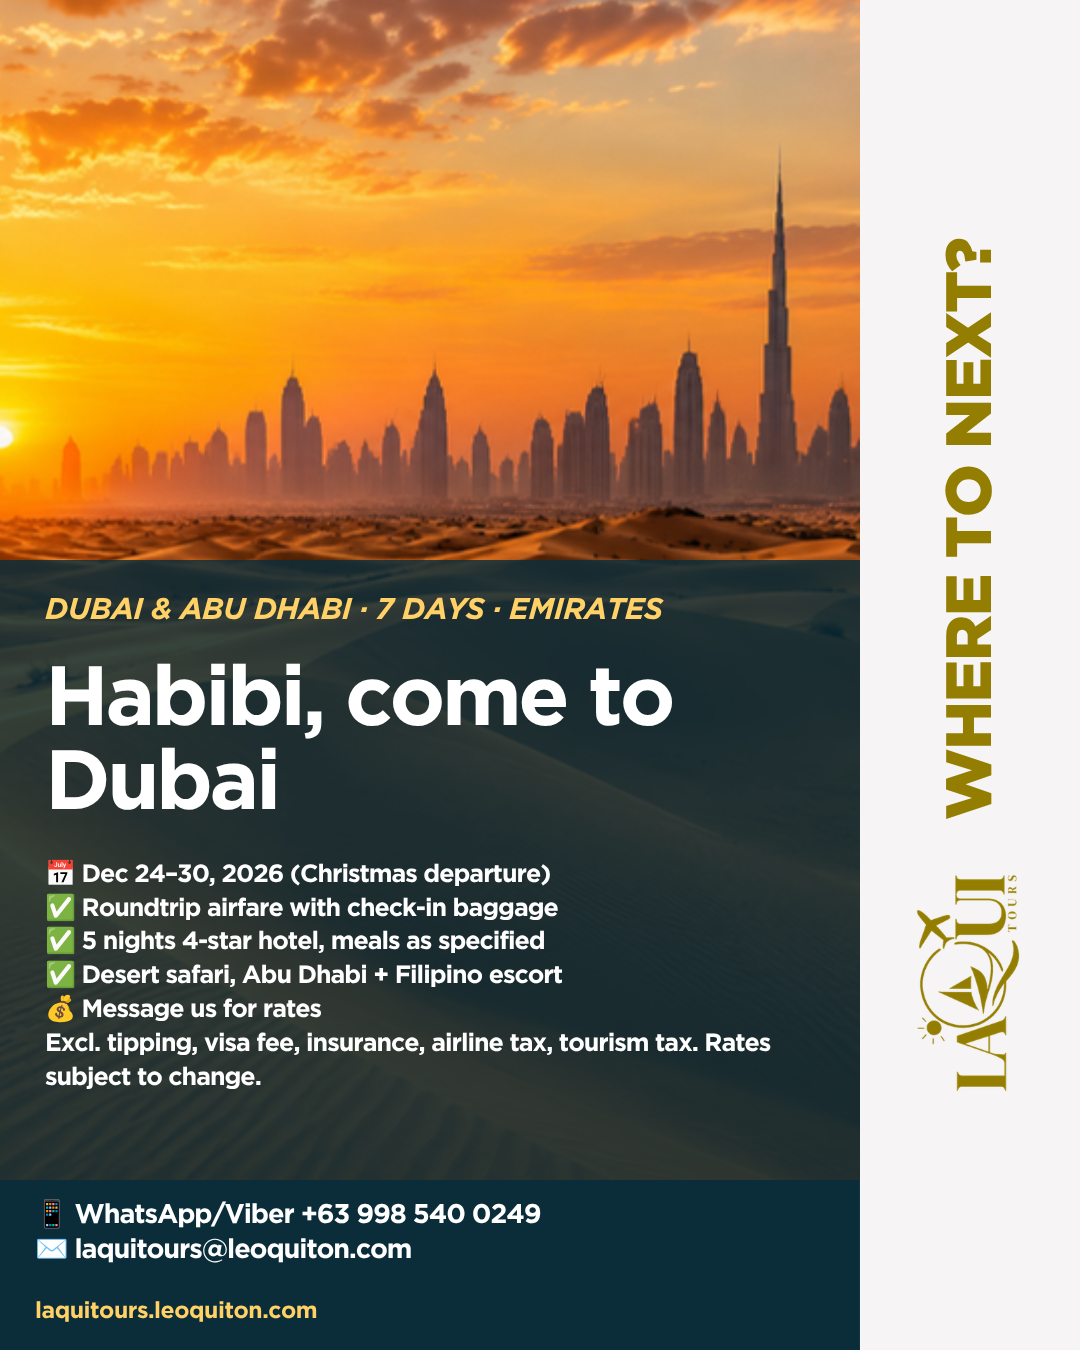 DUBAI & ABU DHABI · 7 DAYS · EMIRATES
Habibi, come to
Dubai
📅 Dec 24–30, 2026 (Christmas departure)
✅ Roundtrip airfare with check-in baggage
✅ 5 nights 4-star hotel, meals as specified
✅ Desert safari, Abu Dhabi + Filipino escort
💰 Message us for rates
Excl. tipping, visa fee, insurance, airline tax, tourism tax. Rates
subject to change.
📱 WhatsApp/Viber +63 998 540 0249
✉️ laquitours@leoquiton.com
laquitours.leoquiton.com
WHERE TO NEXT?
LAQUI
TOURS